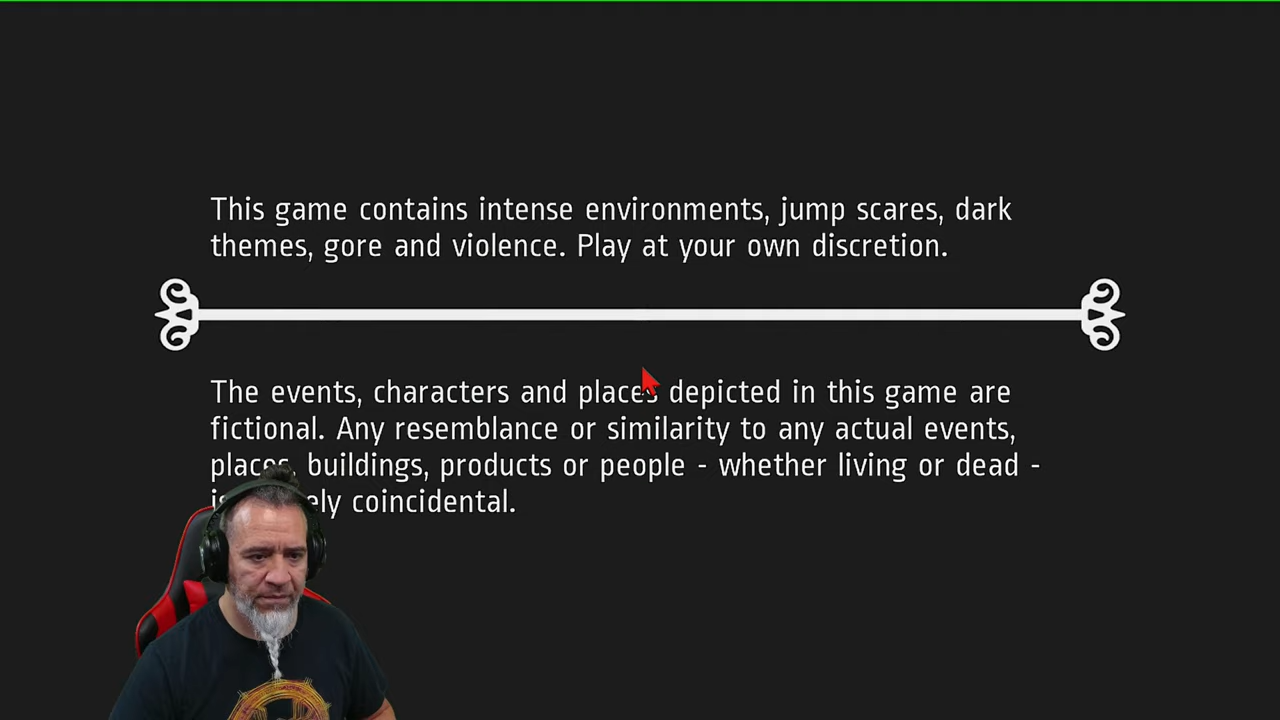 This game contains intense environments, jump scares, dark
themes, gore and violence. Play at your own discretion.
The events, characters and places depicted in this game are
fictional. Any resemblance or similarity to any actual events,
places, buildings, products or people - whether living or dead -
coincidental.